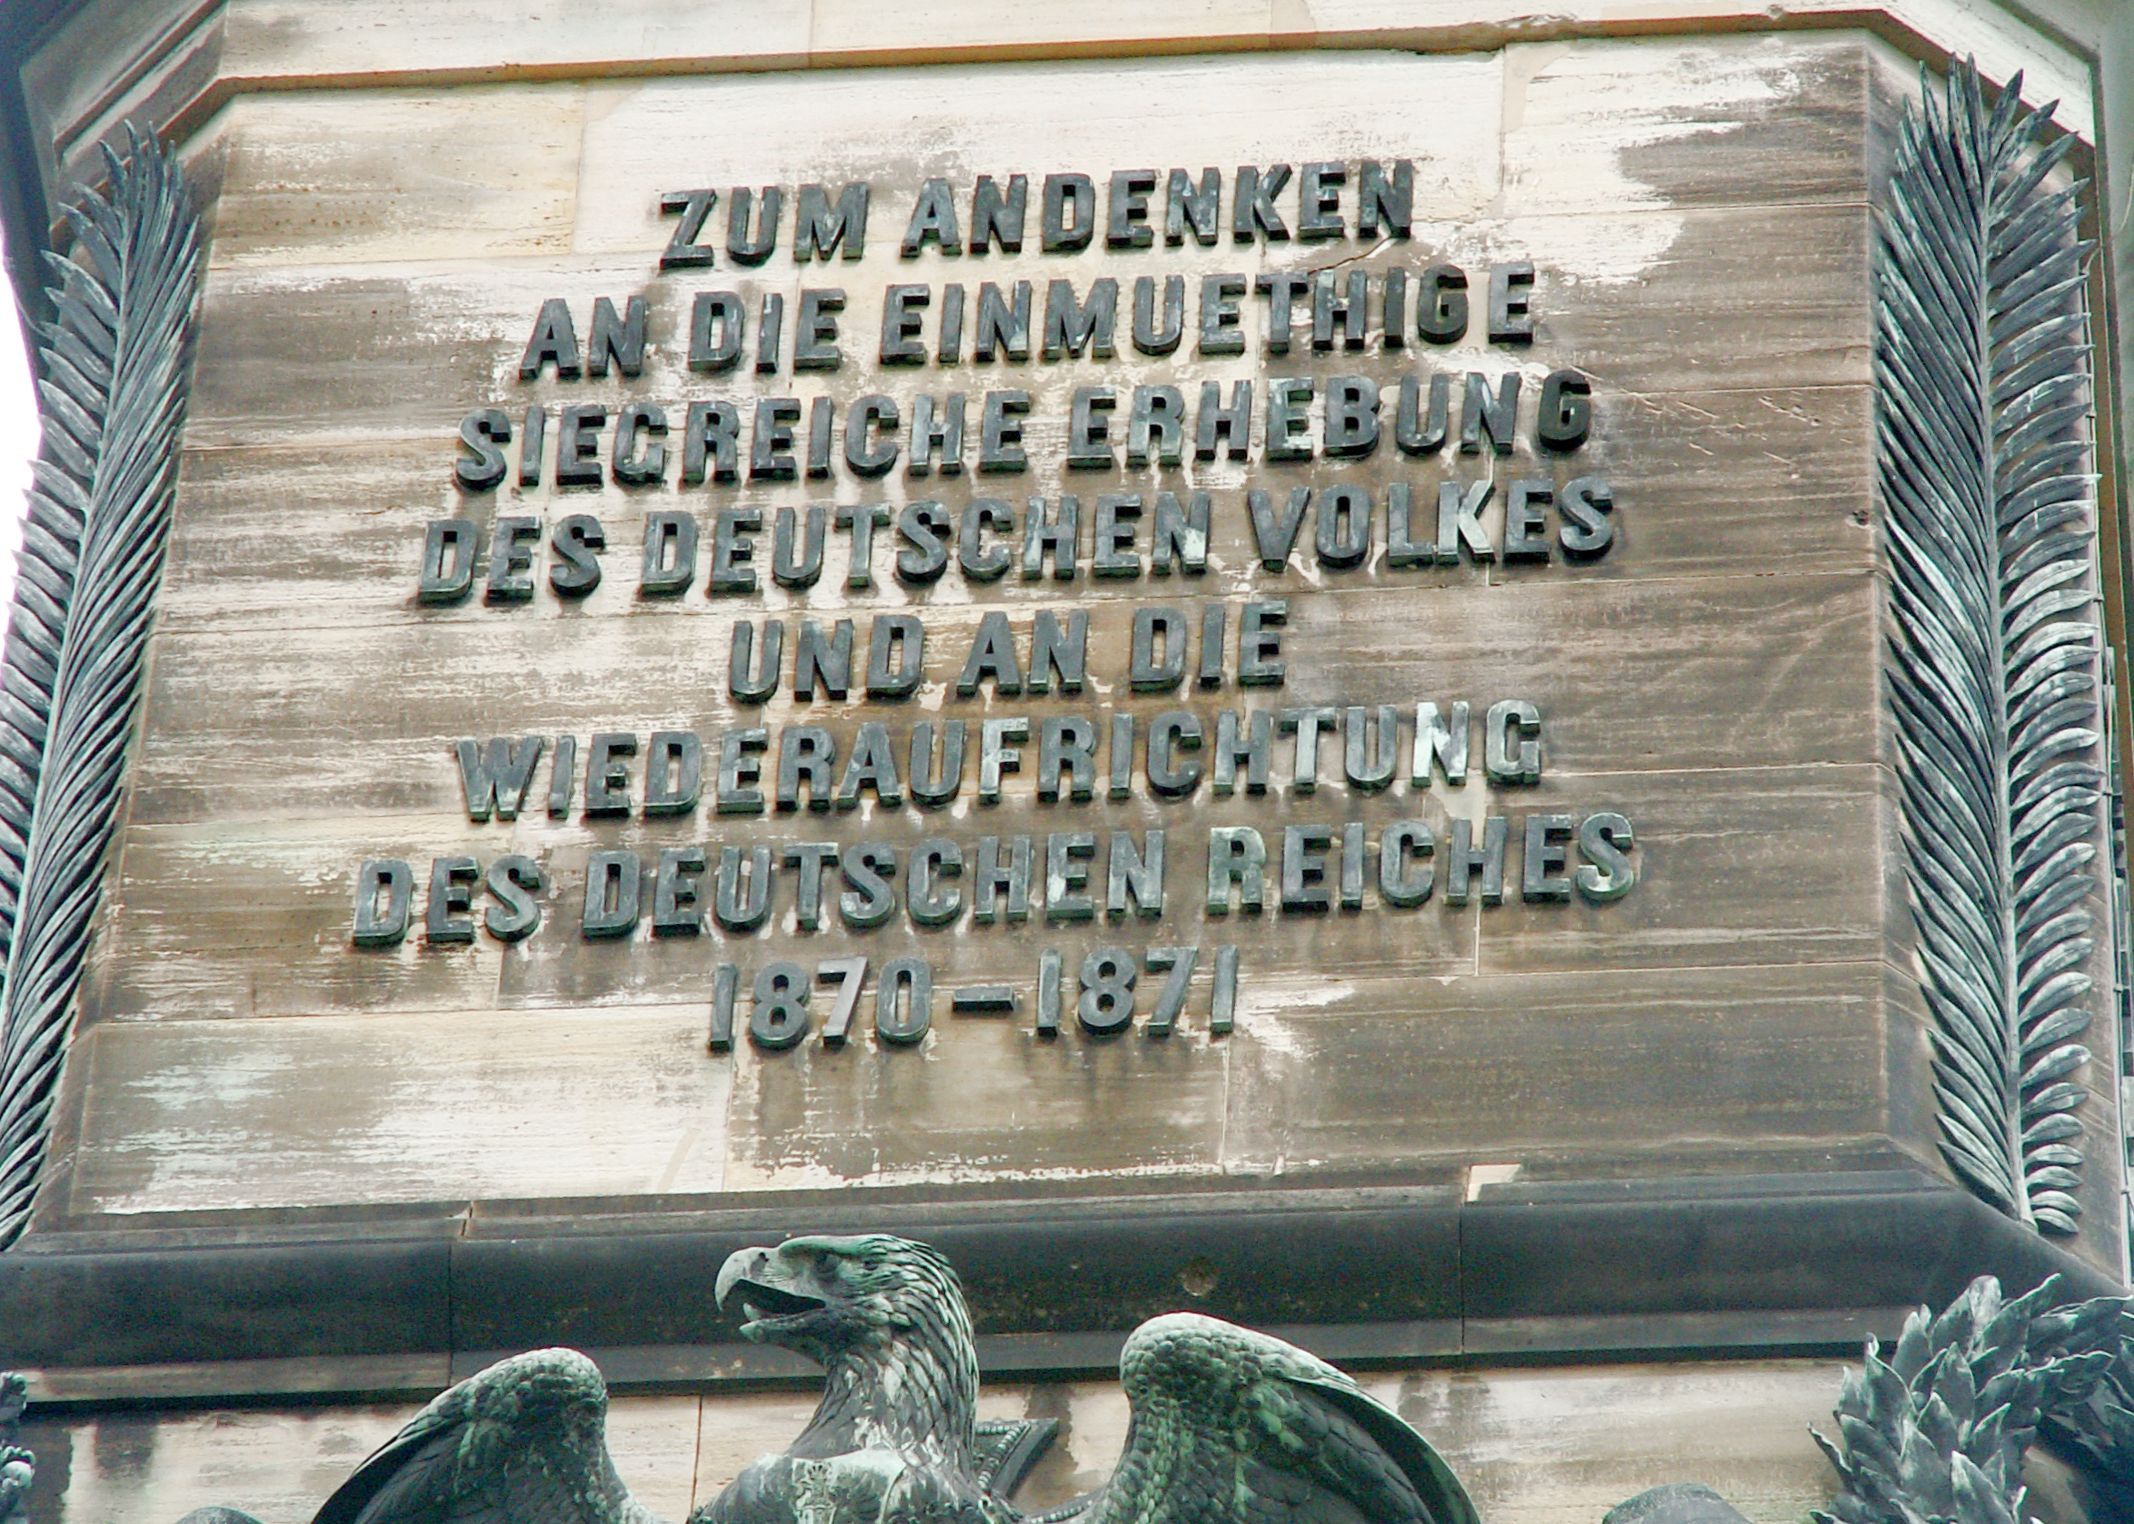 ZUM ANDENKEN
AN DIE EINMUETHIGE
SIEGREICHE ERHEBUNG
DES DEUTSCHEN VOLKES
UND AN DIE
WIEDERAUFRICHTUNG
DES DEUTSCHEN REICHES
1870-1871